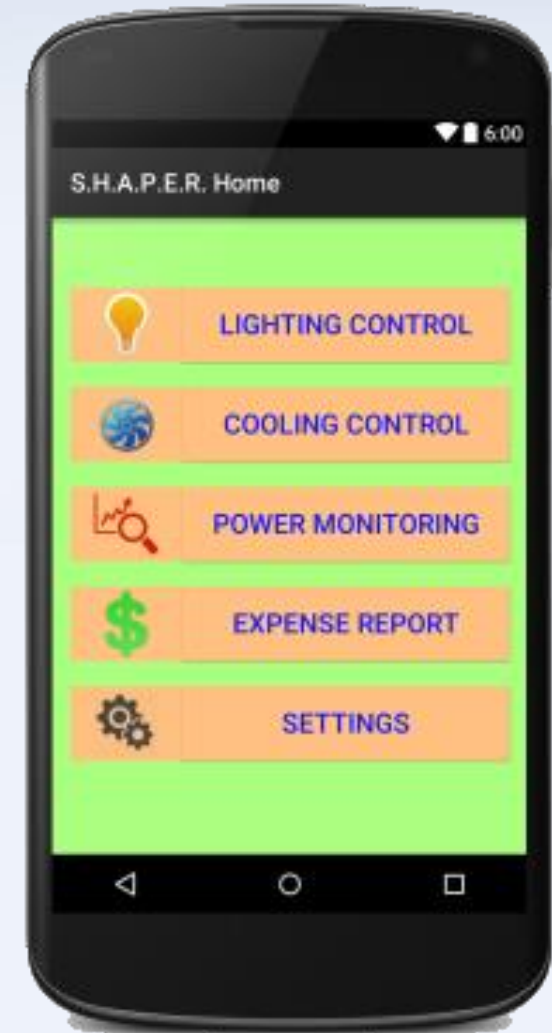 6:00
S.H.A.P.E.R. Home
LIGHTING CONTROL
COOLING CONTROL
POWER MONITORING
$ EXPENSE REPORT
SETTINGS